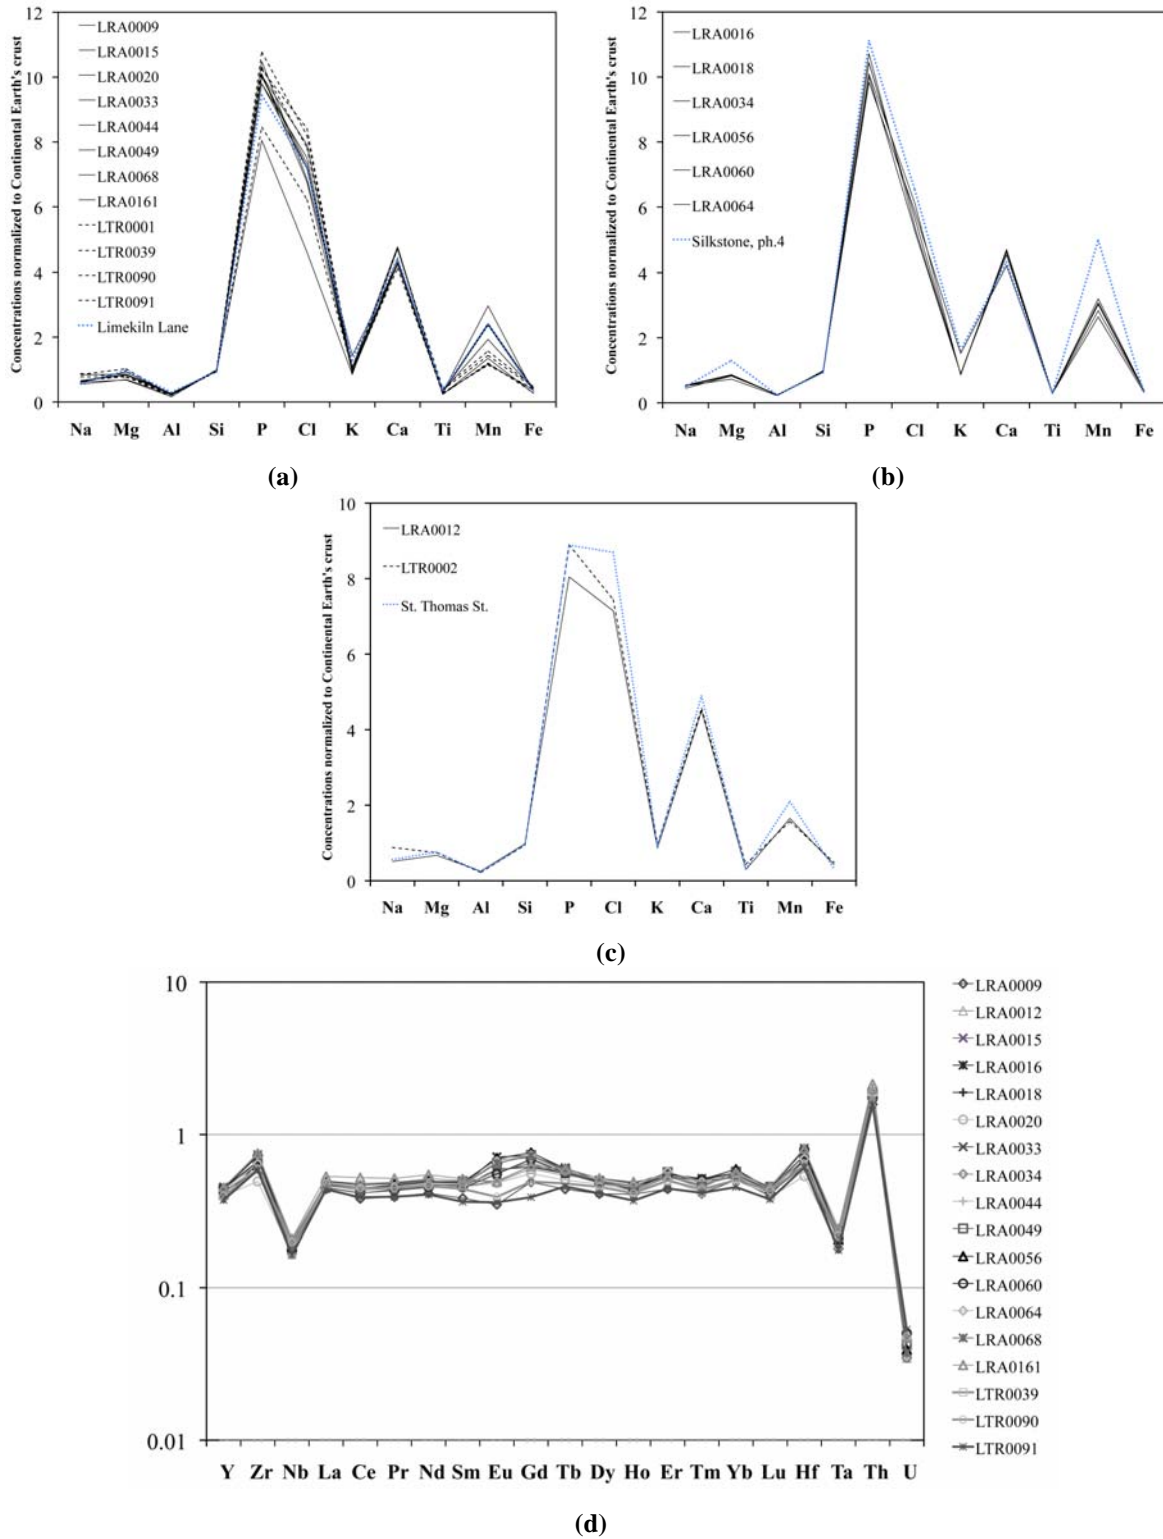 Concentrations normalized to Continental Earth's crust
12
10
8
6
4
2
0
LRA0009
LRA0015
LRA0020
LRA0033
LRA0044
LRA0049
LRA0068
LRA0161
LTR0001
LTR0039
LTR0090
LTR0091
Limekiln Lane
Na Mg Al Si P Cl K Ca Ti Mn Fe
(a)
Concentrations normalized to Continental Earth's crust
12
10
8
6
4
2
0
LRA0016
LRA0018
LRA0034
LRA0056
LRA0060
LRA0064
Silkstone, ph.4
Na Mg Al Si P Cl K Ca Ti Mn Fe
(b)
Concentrations normalized to Continental Earth's crust
10
8
6
4
2
0
LRA0012
LTR0002
St. Thomas St.
Na Mg Al Si P Cl K Ca Ti Mn Fe
(c)
10
1
0.1
0.01
Y Zr Nb La Ce Pr Nd Sm Eu Gd Tb Dy Ho Er Tm Yb Lu Hf Ta Th U
LRA0009
LRA0012
LRA0015
LRA0016
LRA0018
LRA0020
LRA0033
LRA0034
LRA0044
LRA0049
LRA0056
LRA0060
LRA0064
LRA0068
LRA0161
LTR0039
LTR0090
LTR0091
(d)